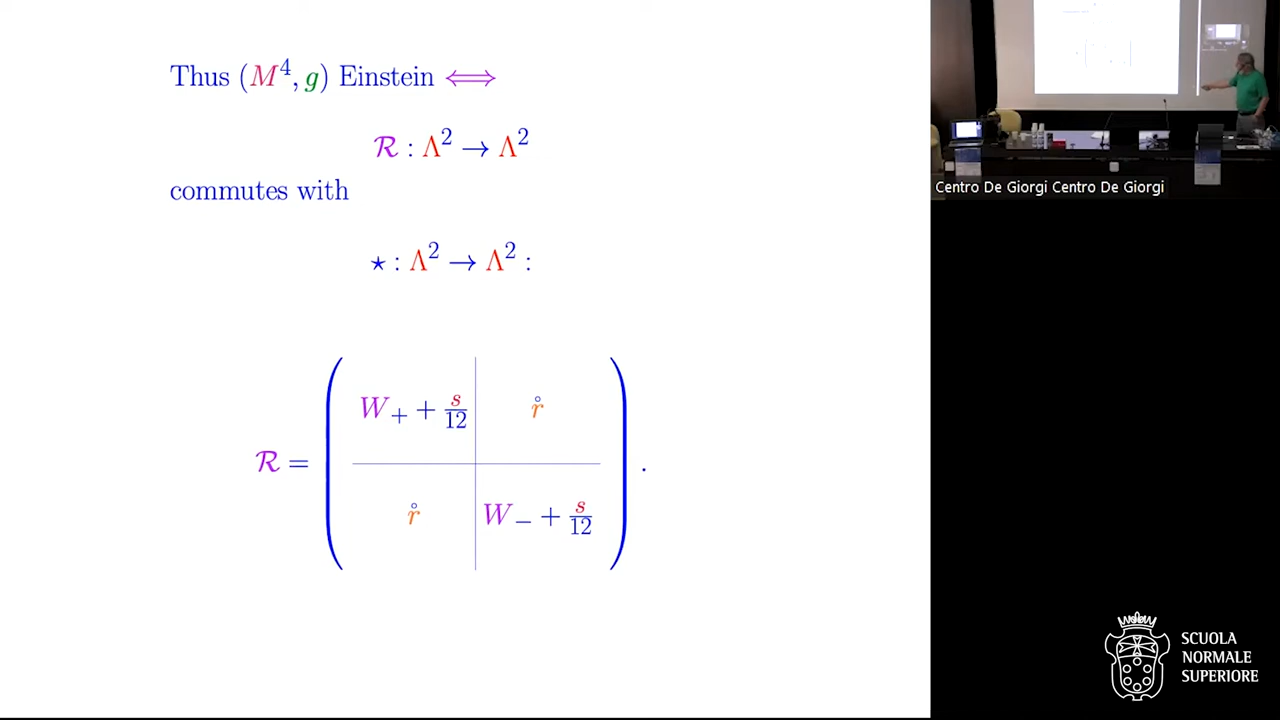 Thus (M⁴, g) Einstein ⟺
ℛ : Λ² → Λ²
commutes with
⋆ : Λ² → Λ² :
W₊ + s/12 r̊
ℛ = .
r̊ W₋ + s/12
Centro De Giorgi Centro De Giorgi
SCUOLA
NORMALE
SUPERIORE